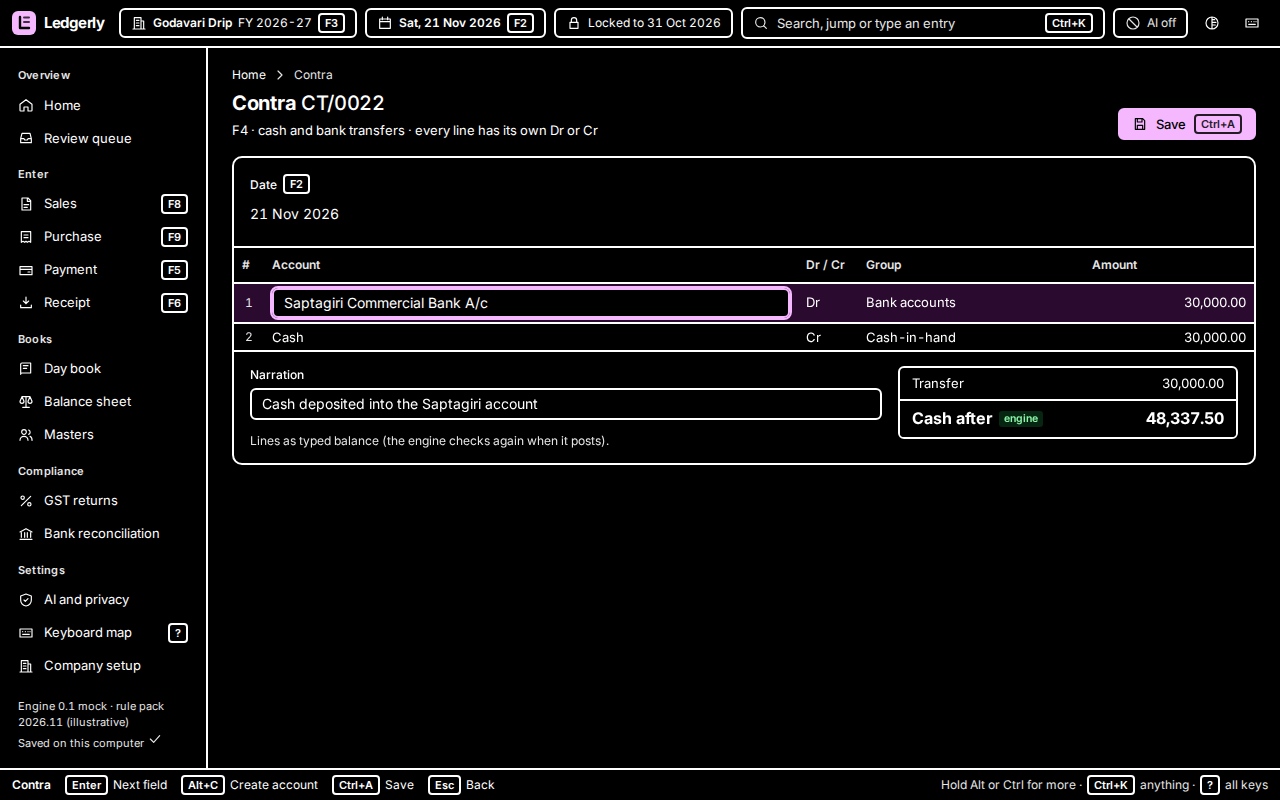 Ledgerly
Godavari Drip FY 2026-27 F3
Sat, 21 Nov 2026 F2
Locked to 31 Oct 2026
Search, jump or type an entry Ctrl+K
AI off
Overview
Home
Review queue
Enter
Sales F8
Purchase F9
Payment F5
Receipt F6
Books
Day book
Balance sheet
Masters
Compliance
GST returns
Bank reconciliation
Settings
AI and privacy
Keyboard map ?
Company setup
Engine 0.1 mock · rule pack
2026.11 (illustrative)
Saved on this computer
Home > Contra
Contra CT/0022
F4 · cash and bank transfers · every line has its own Dr or Cr
Save Ctrl+A
Date F2
21 Nov 2026
# Account Dr / Cr Group Amount
1 Saptagiri Commercial Bank A/c Dr Bank accounts 30,000.00
2 Cash Cr Cash-in-hand 30,000.00
Narration
Cash deposited into the Saptagiri account
Lines as typed balance (the engine checks again when it posts).
Transfer 30,000.00
Cash after engine 48,337.50
Contra Enter Next field Alt+C Create account Ctrl+A Save Esc Back
Hold Alt or Ctrl for more · Ctrl+K anything · ? all keys